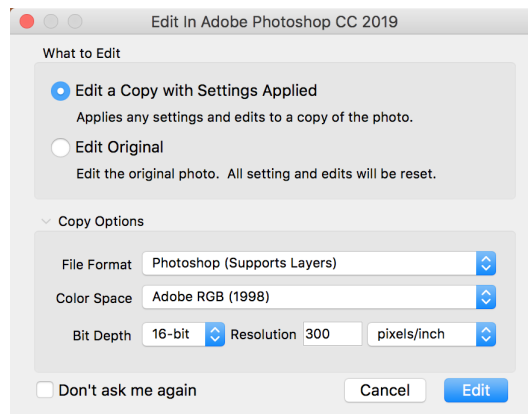 Edit In Adobe Photoshop CC 2019
What to Edit
Edit a Copy with Settings Applied
Applies any settings and edits to a copy of the photo.
Edit Original
Edit the original photo.  All setting and edits will be reset.
Copy Options
File Format Photoshop (Supports Layers)
Color Space Adobe RGB (1998)
Bit Depth 16-bit Resolution 300 pixels/inch
Don't ask me again Cancel Edit